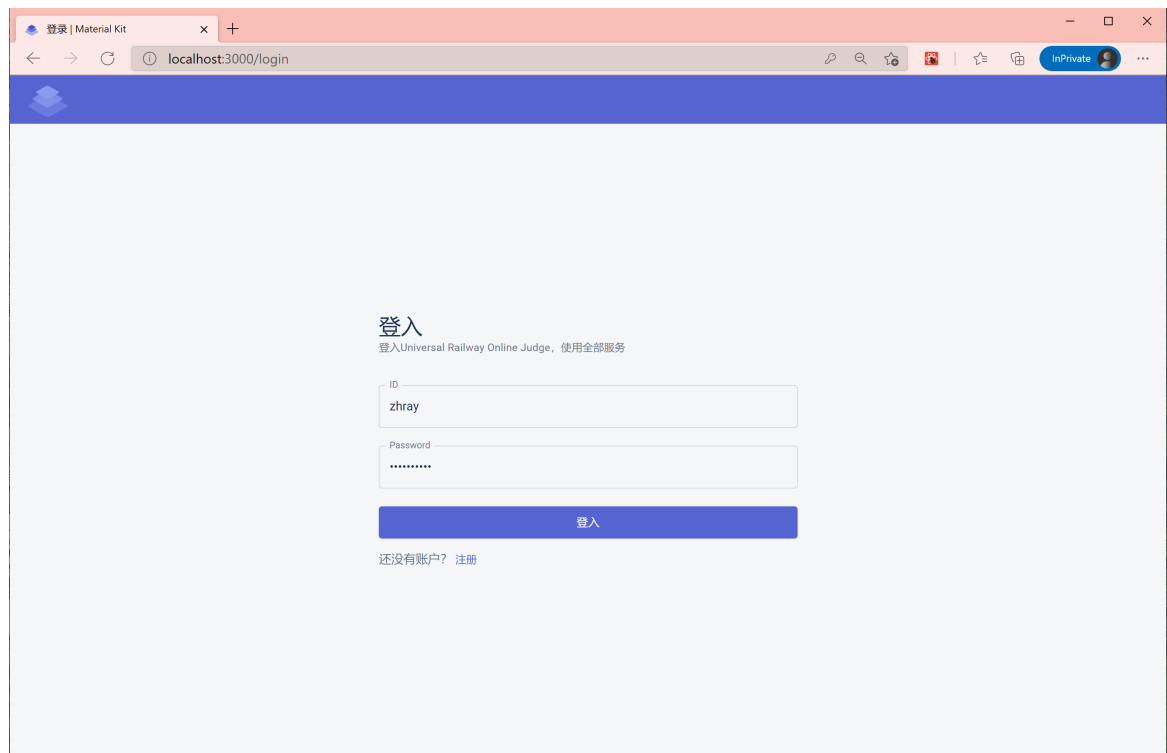 登录 | Material Kit
localhost:3000/login
InPrivate
登入
登入Universal Railway Online Judge，使用全部服务
ID
zhray
Password
••••••••••
登入
还没有账户？ 注册